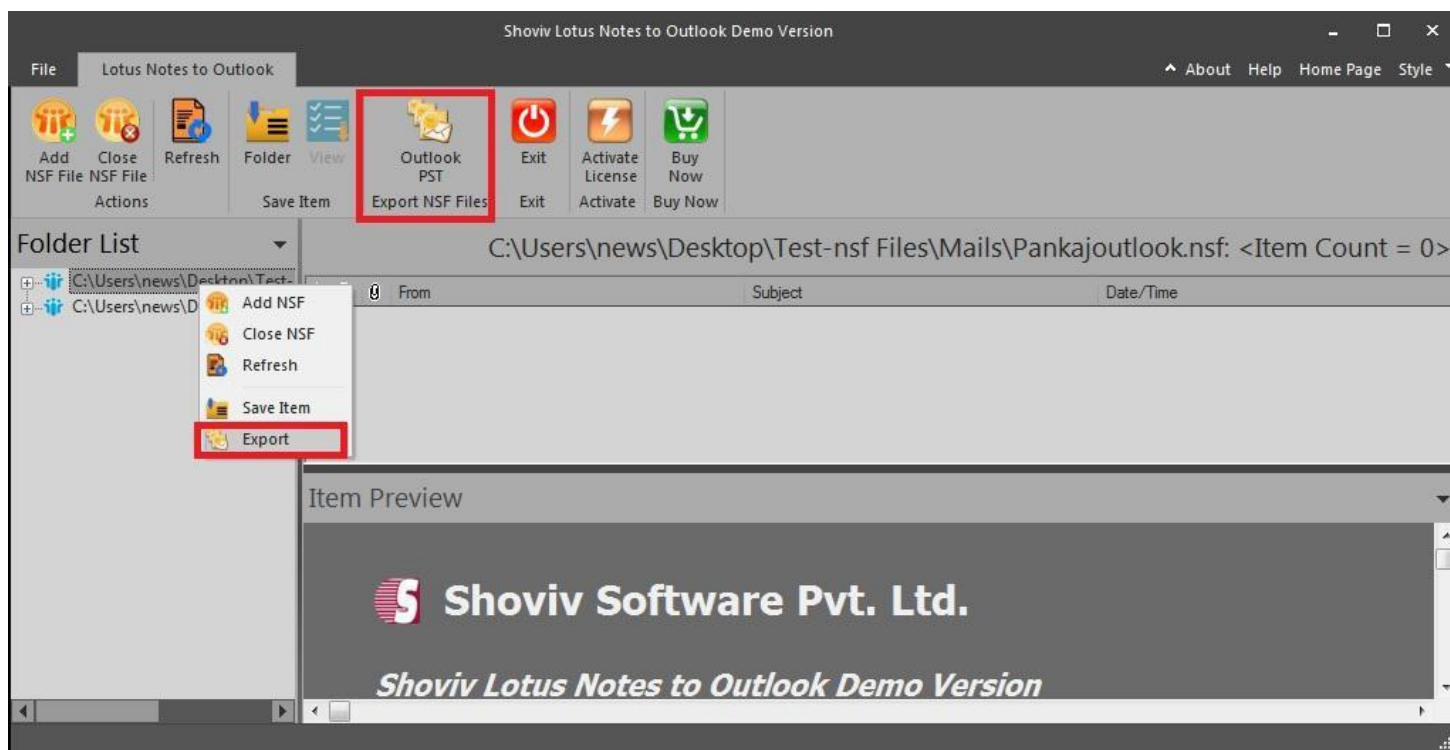 Shoviv Lotus Notes to Outlook Demo Version
File Lotus Notes to Outlook About Help Home Page Style
Add NSF File Close NSF File Refresh Folder View Outlook PST Exit Activate License Buy Now
Actions Save Item Export NSF Files Exit Activate Buy Now
Folder List
C:\Users\news\Desktop\Test-nsf Files\Mails\Pankajoutlook.nsf: <Item Count = 0>
C:\Users\news\Desktop\Test-
C:\Users\news\D
From Subject Date/Time
Add NSF
Close NSF
Refresh
Save Item
Export
Item Preview
Shoviv Software Pvt. Ltd.
Shoviv Lotus Notes to Outlook Demo Version